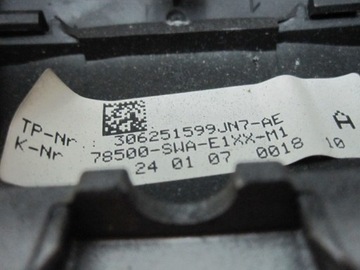 TP-Nr. 306251599JN7-AE
K-Nr 78500-SWA-E1XX-M1 A
24 01 07 0018 10